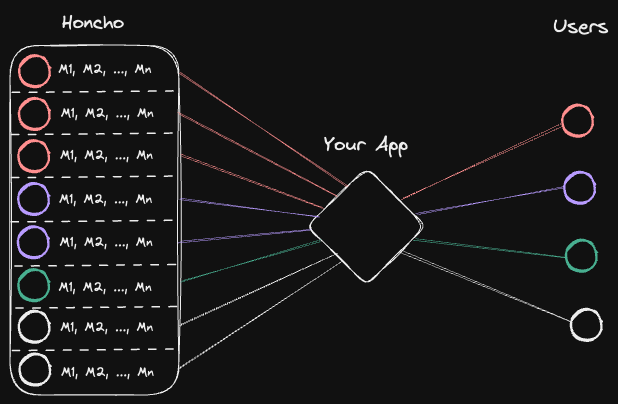 Honcho
Users
M1, M2, ..., Mn
M1, M2, ..., Mn
M1, M2, ..., Mn
Your App
M1, M2, ..., Mn
M1, M2, ..., Mn
M1, M2, ..., Mn
M1, M2, ..., Mn
M1, M2, ..., Mn